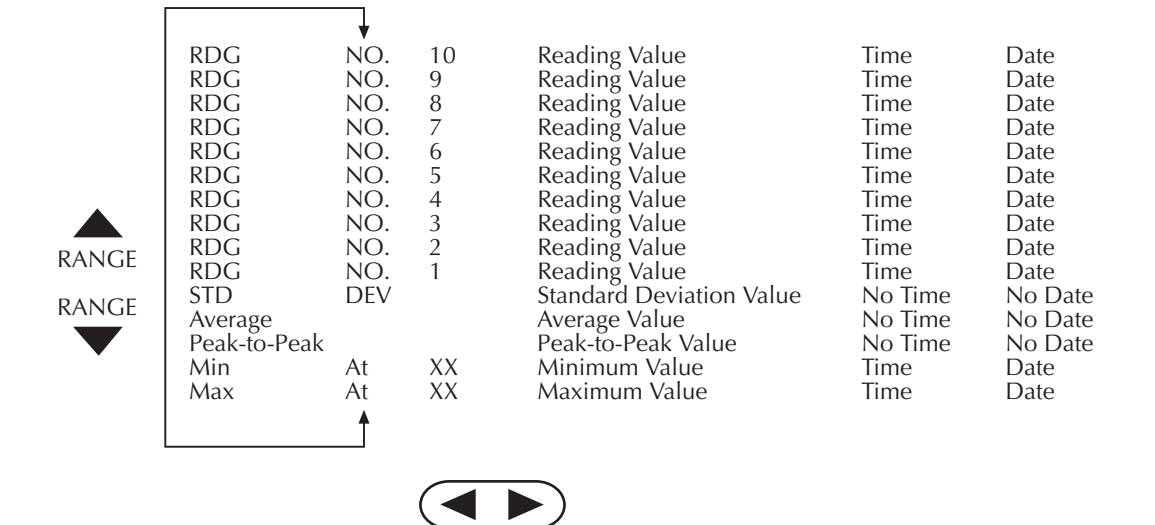 RDG NO. 10 Reading Value Time Date
RDG NO. 9 Reading Value Time Date
RDG NO. 8 Reading Value Time Date
RDG NO. 7 Reading Value Time Date
RDG NO. 6 Reading Value Time Date
RDG NO. 5 Reading Value Time Date
RDG NO. 4 Reading Value Time Date
RDG NO. 3 Reading Value Time Date
RANGE RDG NO. 2 Reading Value Time Date
RDG NO. 1 Reading Value Time Date
RANGE STD DEV Standard Deviation Value No Time No Date
Average Average Value No Time No Date
Peak-to-Peak Peak-to-Peak Value No Time No Date
Min At XX Minimum Value Time Date
Max At XX Maximum Value Time Date